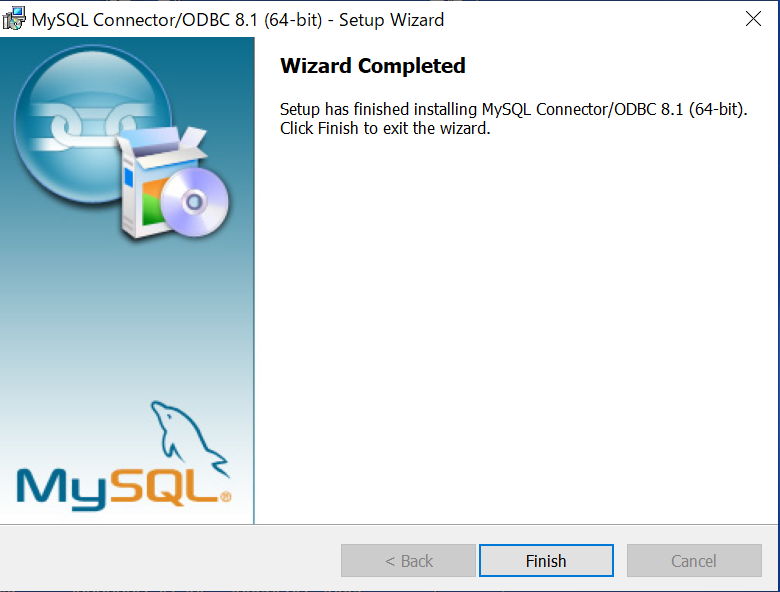 MySQL Connector/ODBC 8.1 (64-bit) - Setup Wizard
Wizard Completed
Setup has finished installing MySQL Connector/ODBC 8.1 (64-bit).
Click Finish to exit the wizard.
MySQL®
< Back
Finish
Cancel